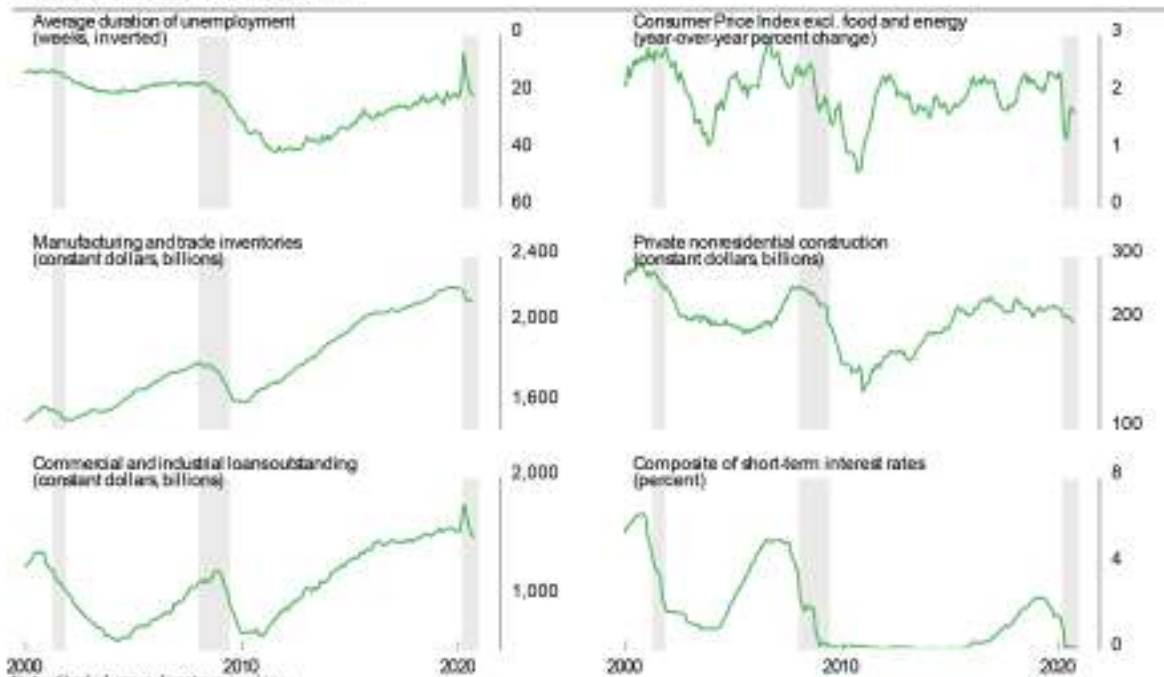 Average duration of unemployment
(weeks, inverted)
0
20
40
60
Consumer Price Index excl. food and energy
(year-over-year percent change)
3
2
1
0
Manufacturing and trade inventories
(constant dollars, billions)
2,400
2,000
1,600
Private nonresidential construction
(constant dollars, billions)
300
200
100
Commercial and industrial loans outstanding
(constant dollars, billions)
2,000
1,000
2000
2010
2020
Composite of short-term interest rates
(percent)
8
4
0
2000
2010
2020